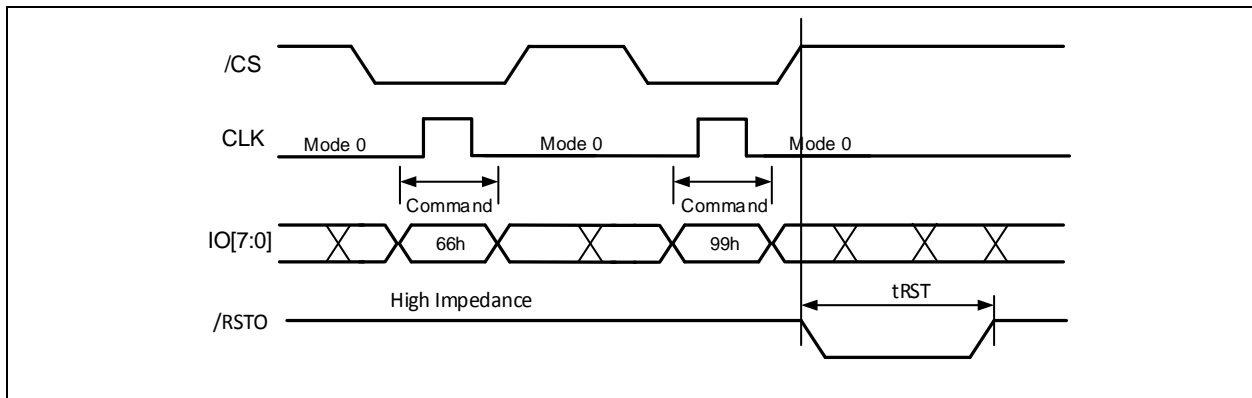 /CS
CLK
Mode 0 Mode 0 Mode 0
Command Command
IO[7:0] 66h 99h
High Impedance tRST
/RSTO